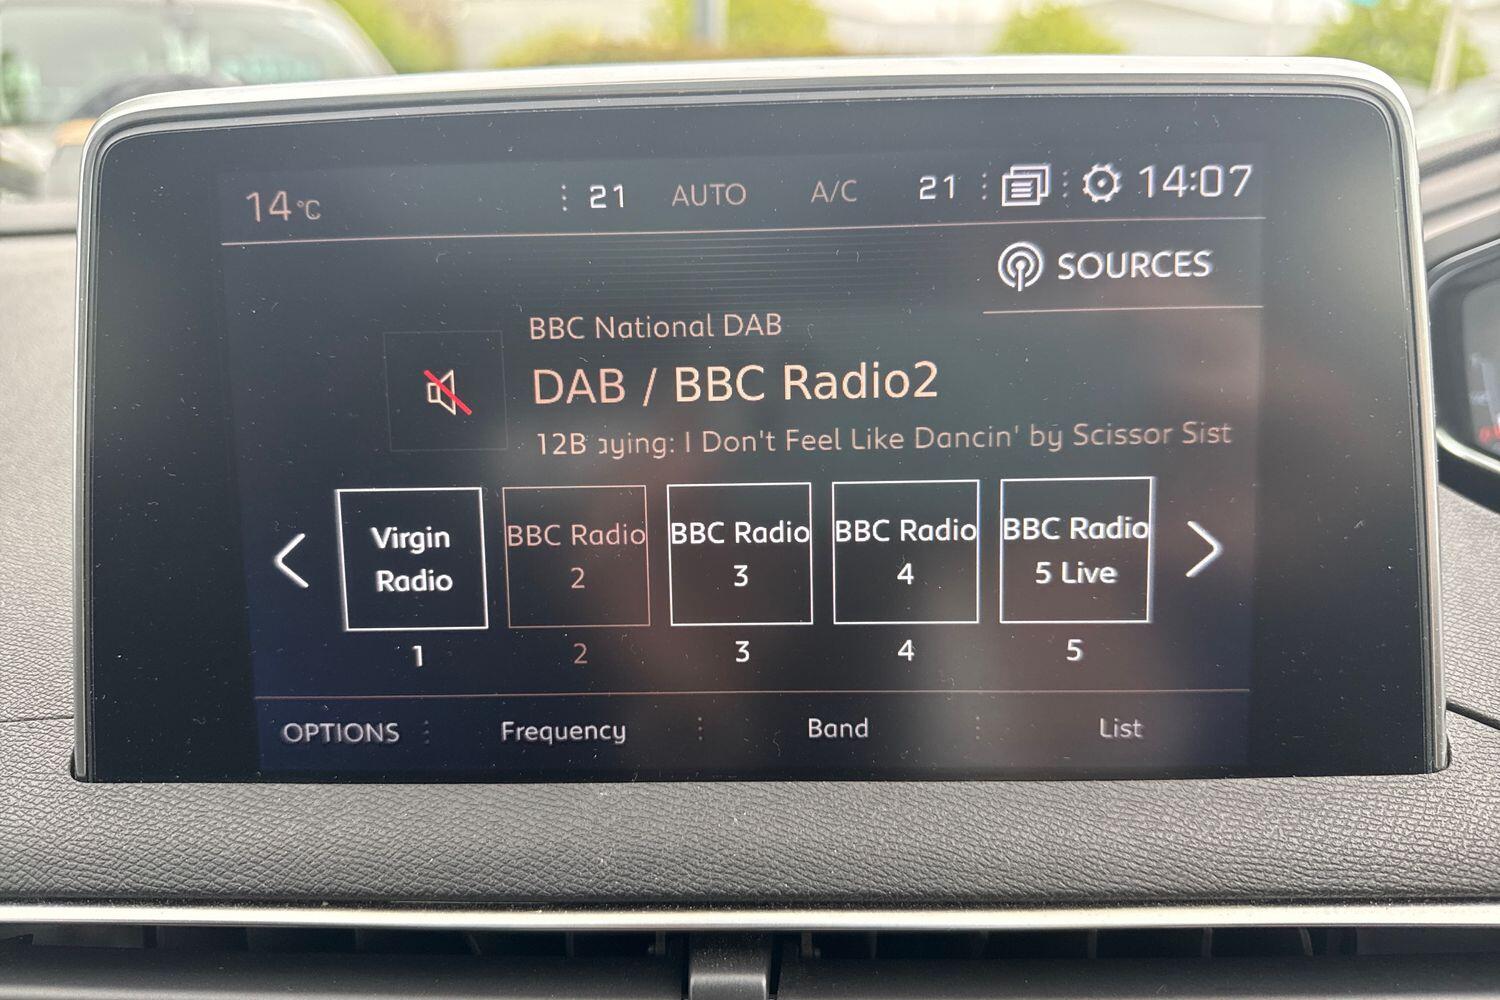 14°C 21 AUTO A/C 21 14:07
SOURCES
BBC National DAB
DAB / BBC Radio2
12B aying: I Don't Feel Like Dancin' by Scissor Sist
Virgin Radio
BBC Radio 2
BBC Radio 3
BBC Radio 4
BBC Radio 5 Live
1 2 3 4 5
OPTIONS Frequency Band List